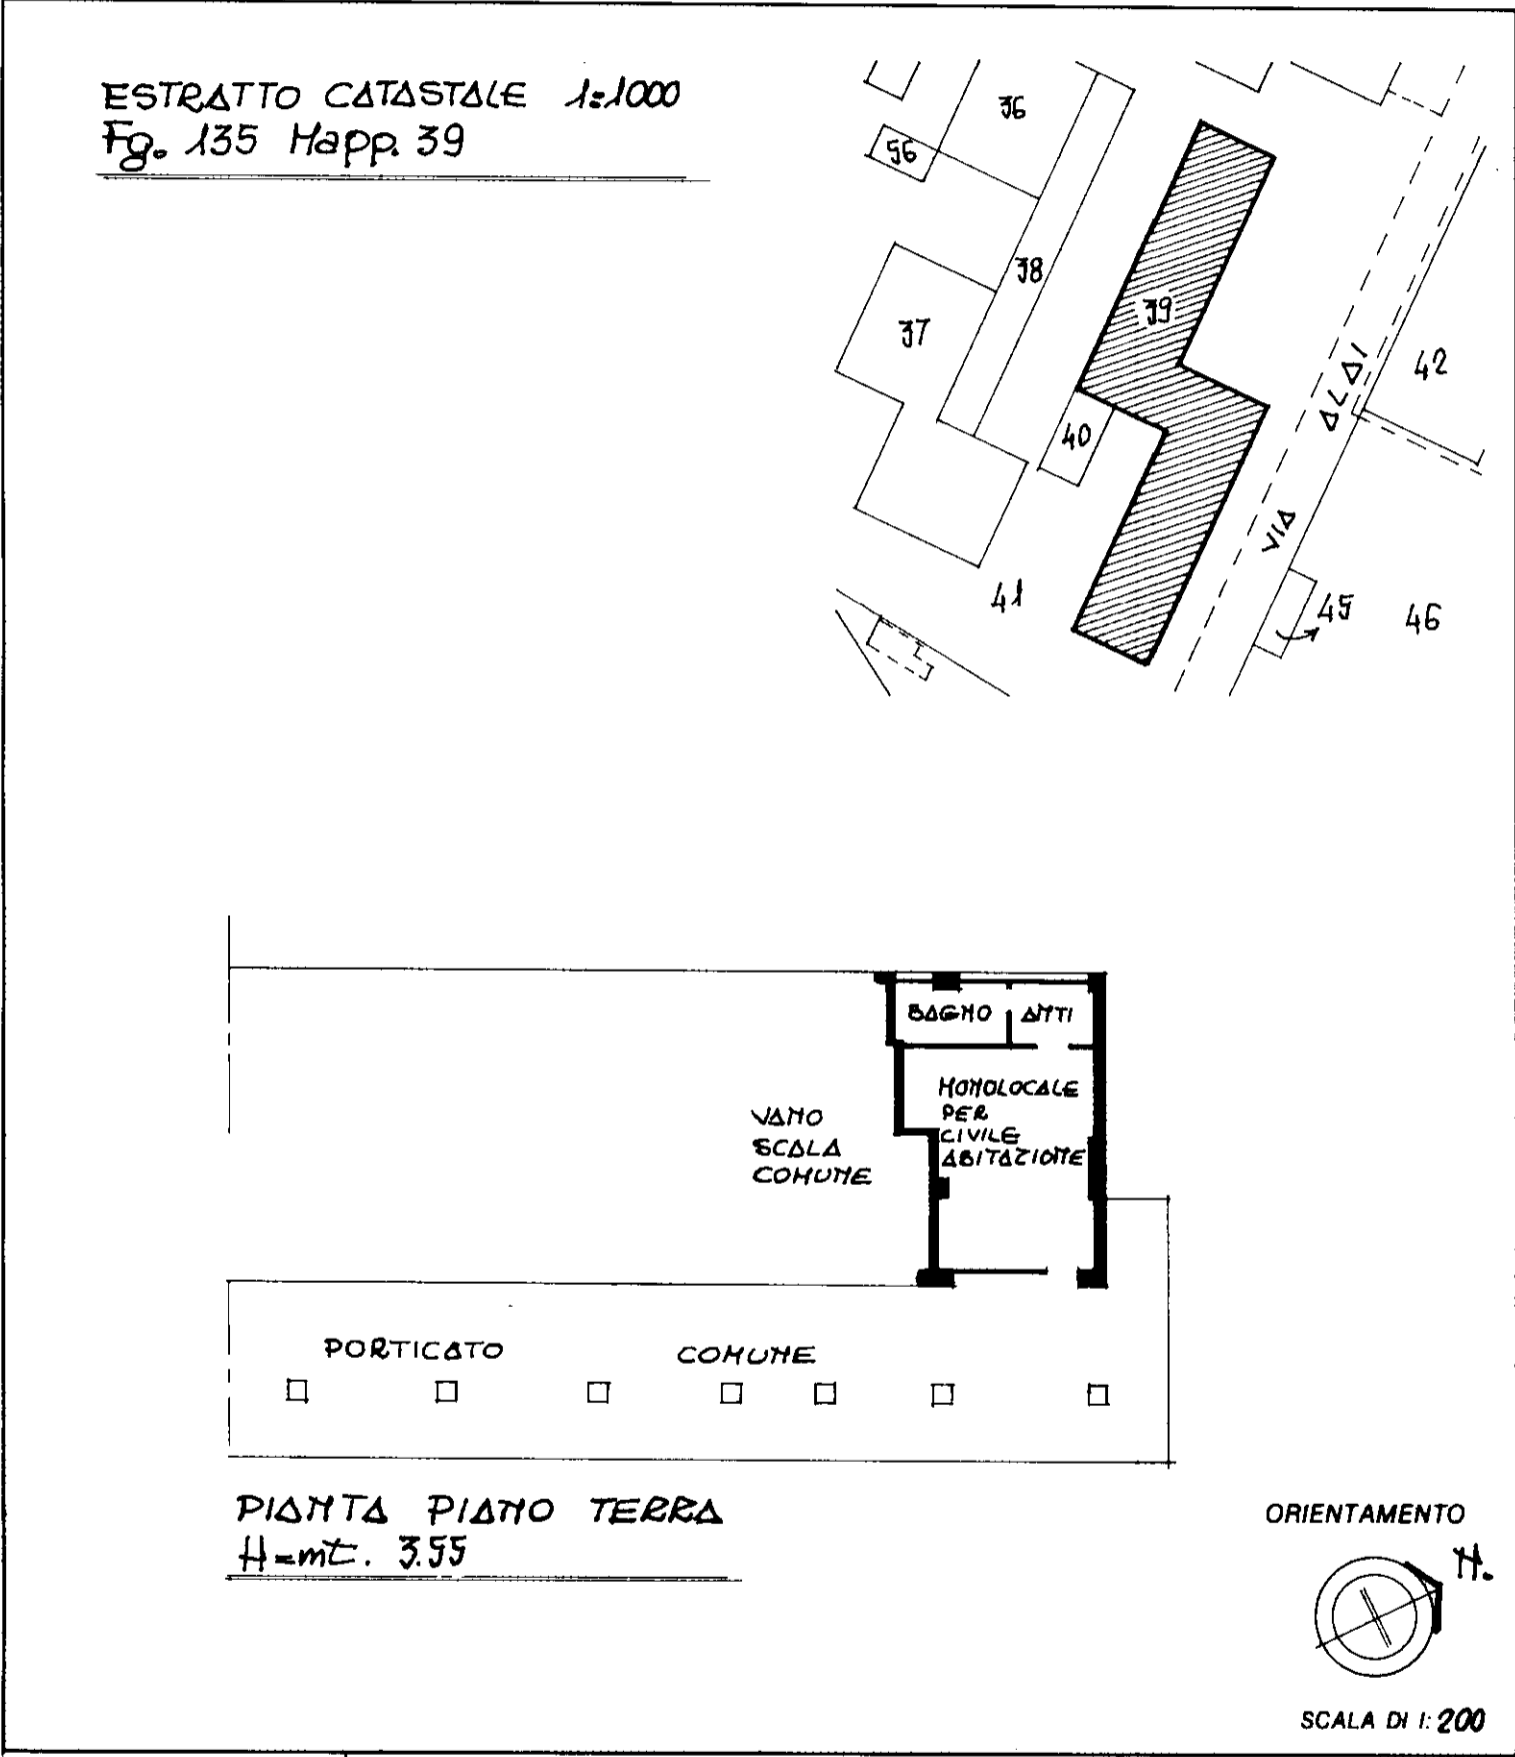 ESTRATTO CATASTALE 1:1000
Fg. 135 Mapp. 39
36
56
38
39
37
42
40
VIA ALDI
41
45
46
BAGNO
ANTI
MONOLOCALE
PER
CIVILE
ABITAZIONE
VANO
SCALA
COMUNE
PORTICATO COMUNE
PIANTA PIANO TERRA
H=mt. 3.55
ORIENTAMENTO
N.
SCALA DI 1: 200